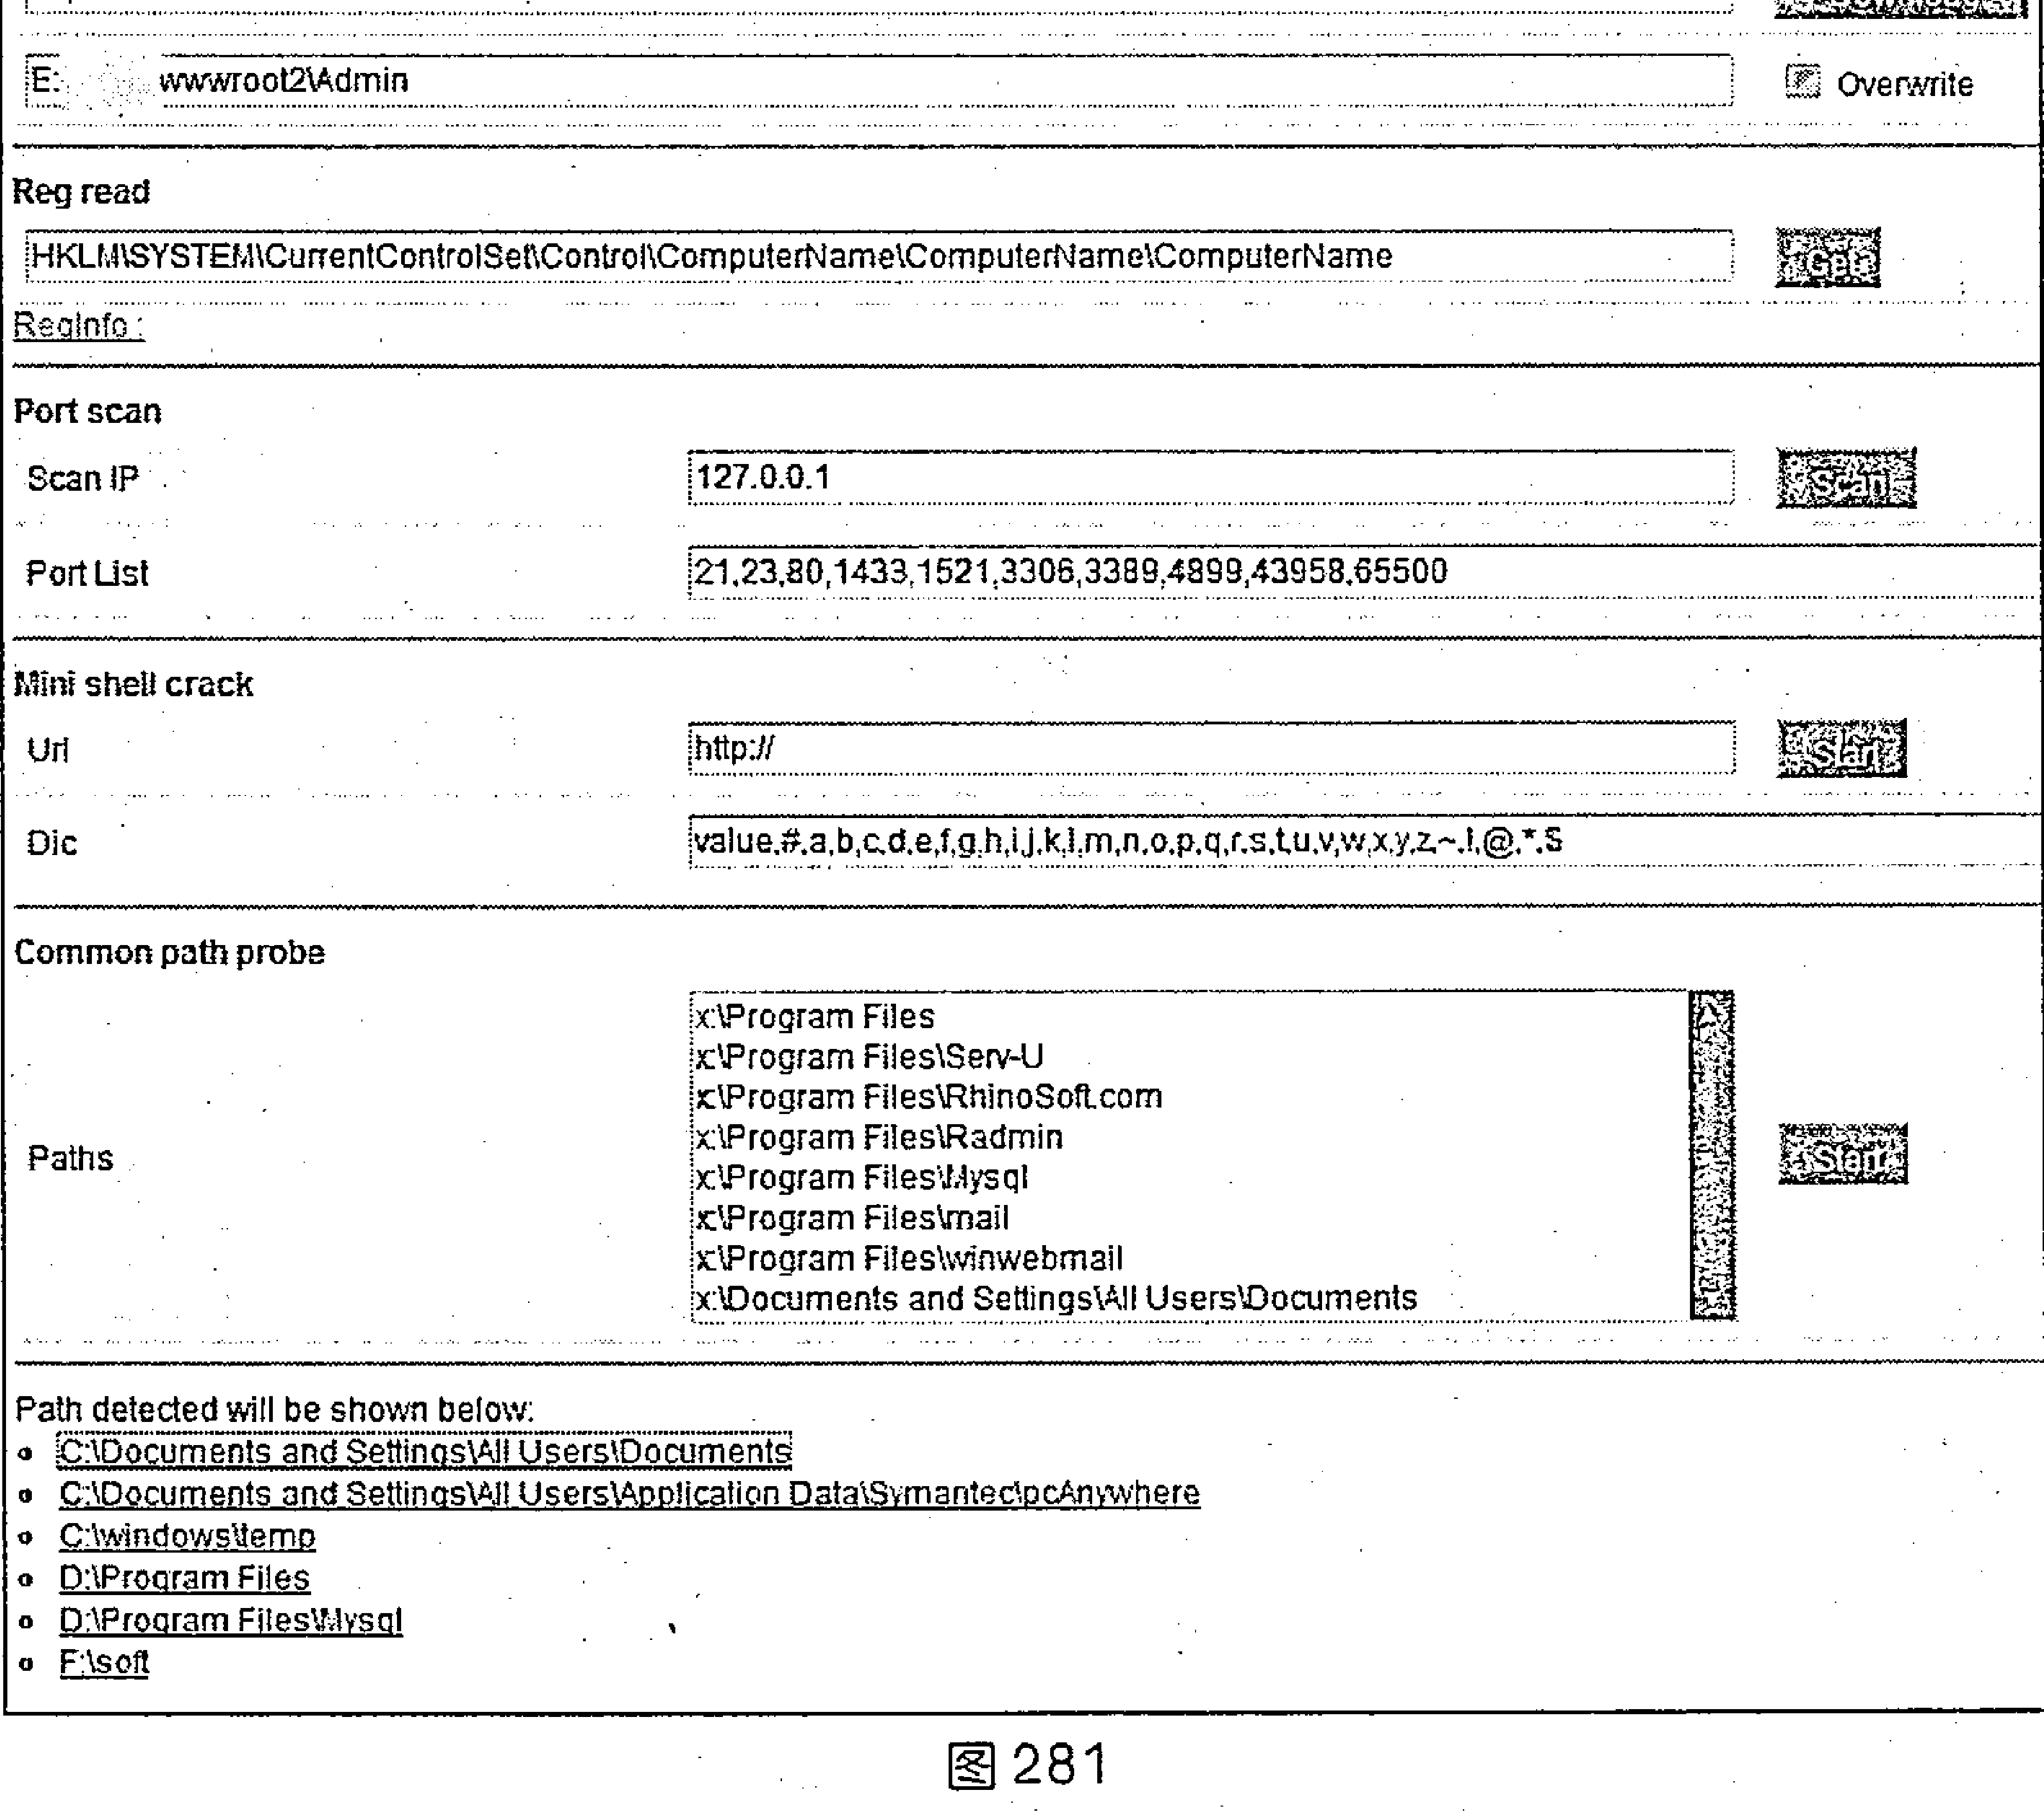 E: wwwroot2\Admin Overwrite
Reg read
HKLM\SYSTEM\CurrentControlSet\Control\ComputerName\ComputerName\ComputerName
RegInfo :
Port scan
Scan IP 127.0.0.1 Scan
Port List 21,23,80,1433,1521,3306,3389,4899,43958,65500
Mini shell crack
Url http:// Start
Dic value,#,a,b,c,d,e,f,g,h,i,j,k,l,m,n,o,p,q,r,s,t,u,v,w,x,y,z,~,!,@,*,$
Common path probe
x:\Program Files
x:\Program Files\Serv-U
x:\Program Files\RhinoSoft.com
x:\Program Files\Radmin
Paths Start
x:\Program Files\Mysql
x:\Program Files\mail
x:\Program Files\winwebmail
x:\Documents and Settings\All Users\Documents
Path detected will be shown below:
C:\Documents and Settings\All Users\Documents
C:\Documents and Settings\All Users\Application Data\Symantec\pcAnywhere
C:\windows\temp
D:\Program Files
D:\Program Files\Mysql
F:\soft
图 281